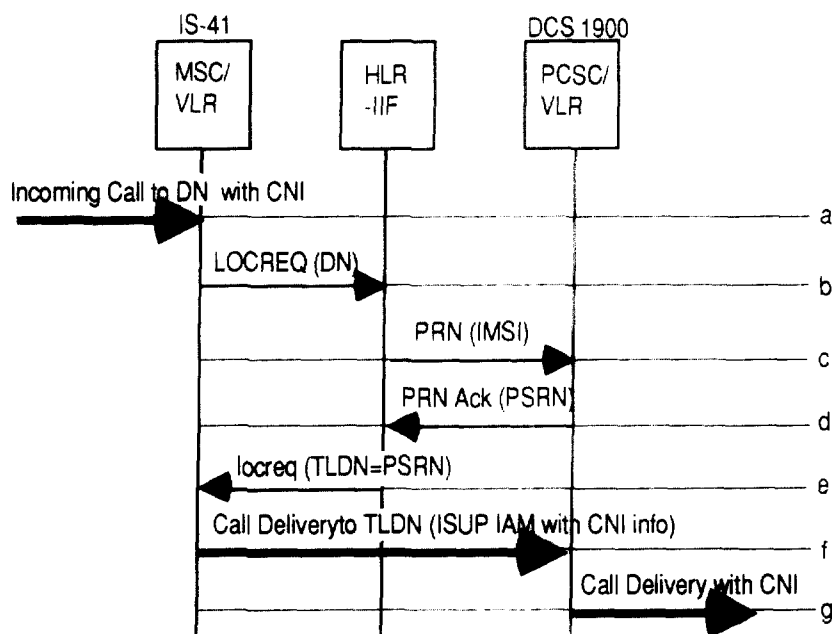 IS-41
DCS 1900
MSC/
VLR
HLR
-IIF
PCSC/
VLR
Incoming Call to DN with CNI
a
LOCREQ (DN)
b
PRN (IMSI)
c
PRN Ack (PSRN)
d
locreq (TLDN=PSRN)
e
Call Deliveryto TLDN (ISUP IAM with CNI info)
f
Call Delivery with CNI
g